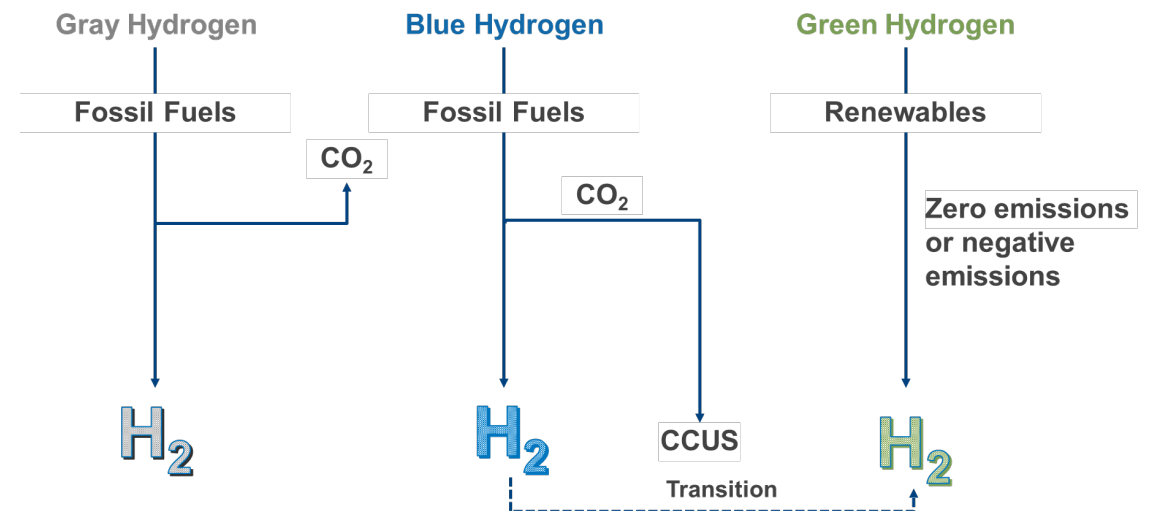 Gray Hydrogen
Fossil Fuels
CO₂
H₂
Blue Hydrogen
Fossil Fuels
CO₂
H₂
CCUS
Transition
Green Hydrogen
Renewables
Zero emissions
or negative
emissions
H₂